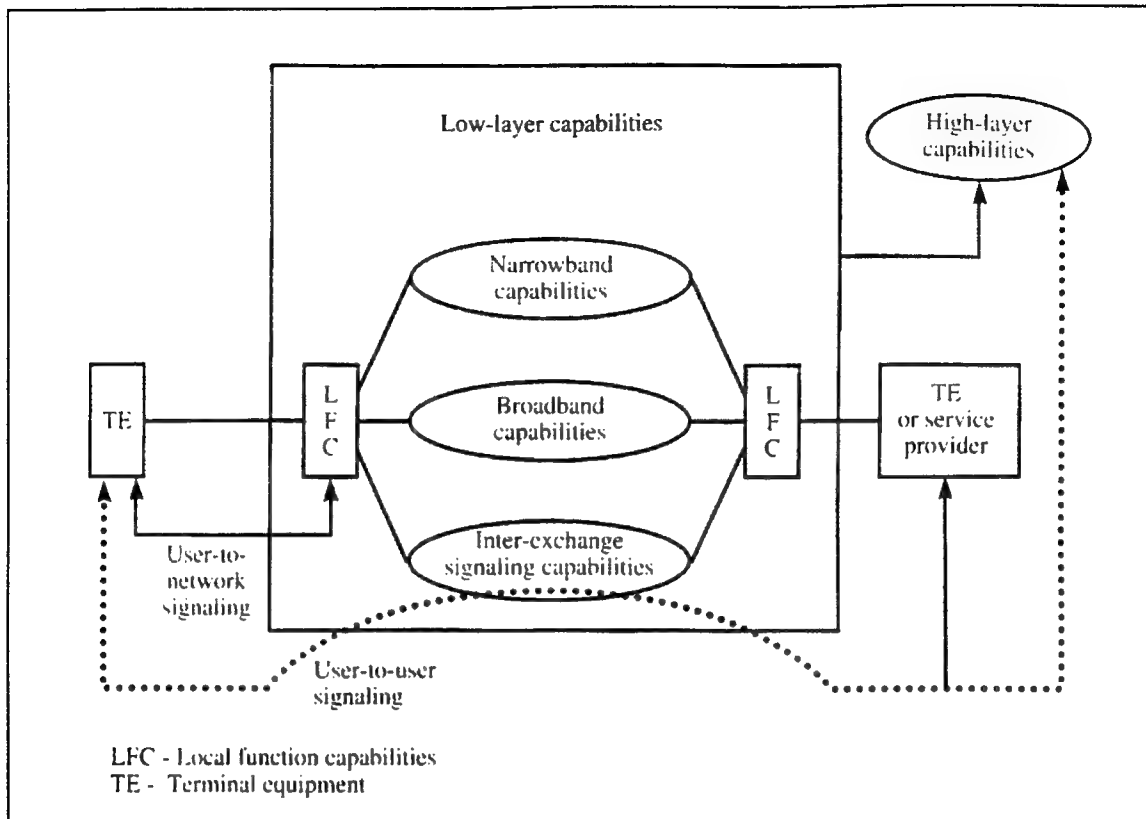 Low-layer capabilities
High-layer
capabilities
Narrowband
capabilities
TE
L
F
C
Broadband
capabilities
L
F
C
TE
or service
provider
Inter-exchange
signaling capabilities
User-to-
network
signaling
User-to-user
signaling
LFC - Local function capabilities
TE - Terminal equipment